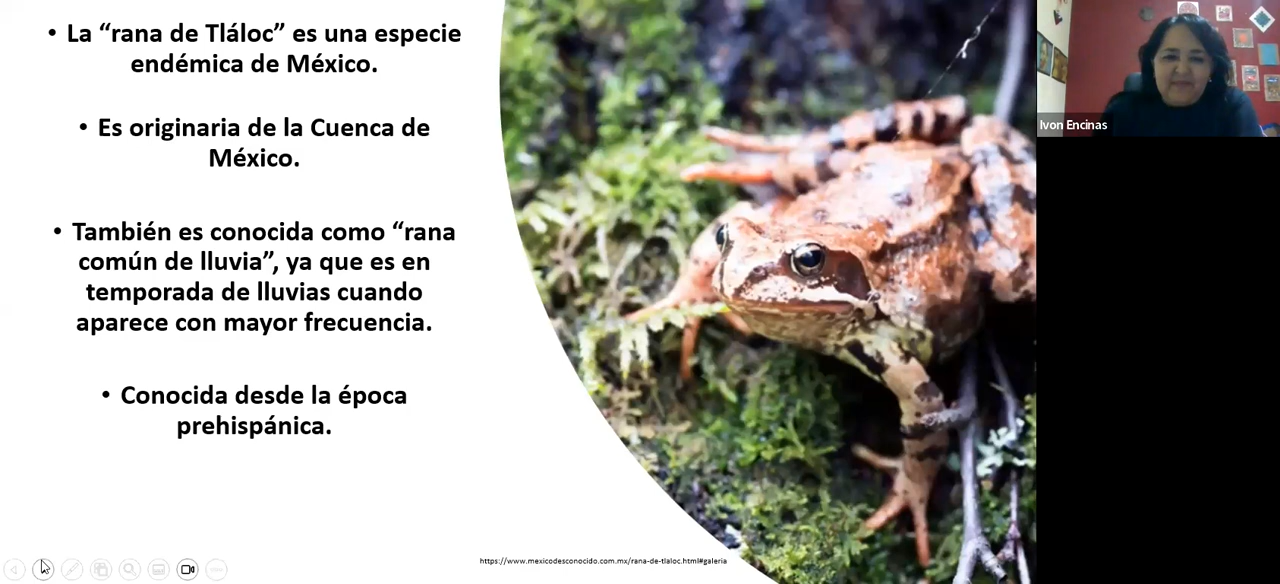 • La “rana de Tláloc” es una especie
endémica de México.
• Es originaria de la Cuenca de
México.
• También es conocida como “rana
común de lluvia”, ya que es en
temporada de lluvias cuando
aparece con mayor frecuencia.
• Conocida desde la época
prehispánica.
https://www.mexicodesconocido.com.mx/rana-de-tlaloc.html#galeria
Ivon Encinas